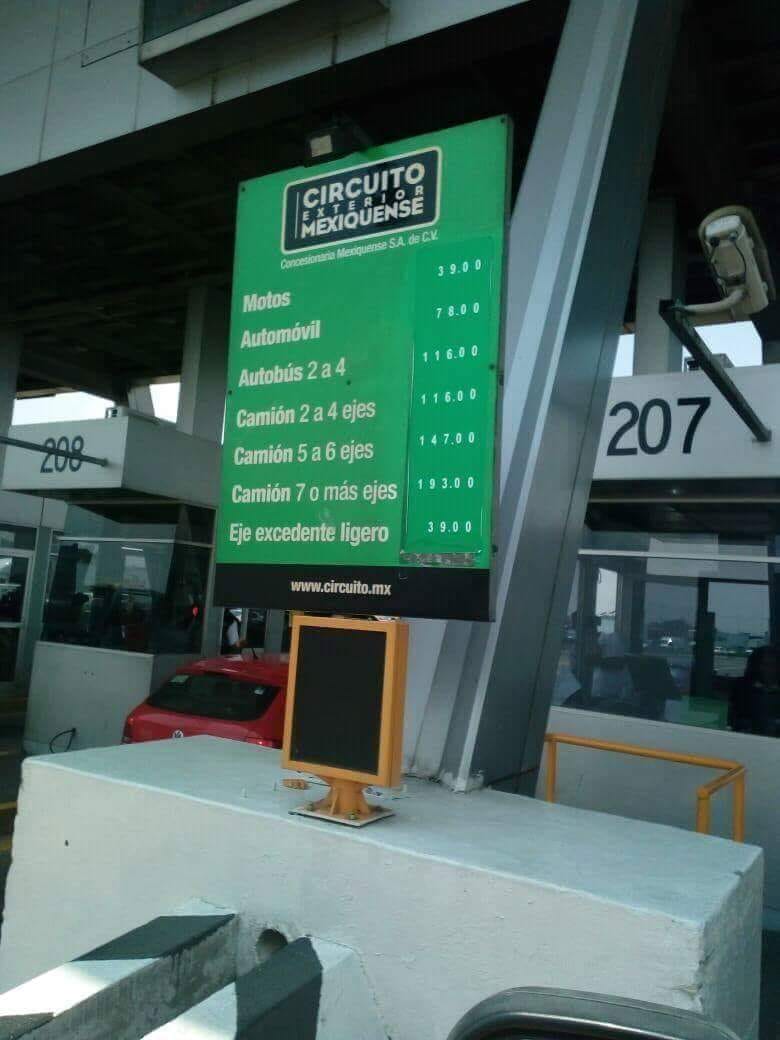 CIRCUITO
EXTERIOR
MEXIQUENSE
Concesionaria Mexiquense S.A. de C.V.
Motos 39.00
Automóvil 78.00
Autobús 2 a 4 116.00
Camión 2 a 4 ejes 116.00
Camión 5 a 6 ejes 147.00
Camión 7 o más ejes 193.00
Eje excedente ligero 39.00
www.circuito.mx
208
207